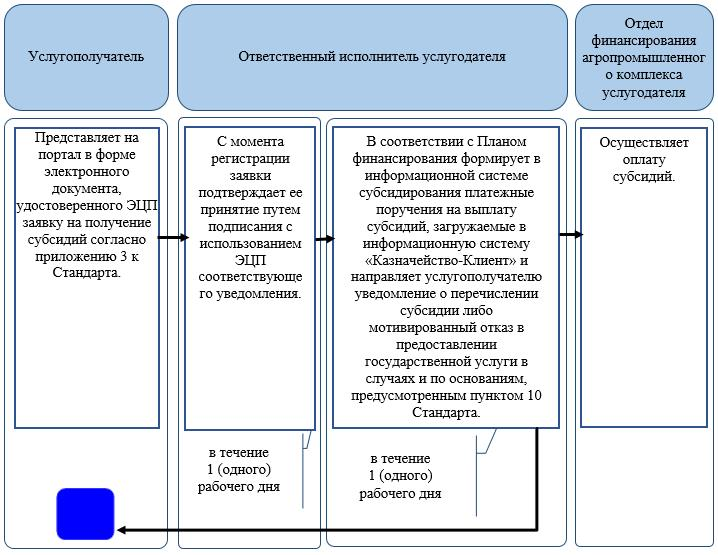 Услугополучатель
Ответственный исполнитель услугодателя
Отдел
финансирования
агропромышленног
о комплекса
услугодателя
Представляет на
портал в форме
электронного
документа,
удостоверенного ЭЦП
заявку на получение
субсидий согласно
приложению 3 к
Стандарта.
С момента
регистрации
заявки
подтверждает ее
принятие путем
подписания с
использованием
ЭЦП
соответствующе
го уведомления.
В соответствии с Планом
финансирования формирует в
информационной системе
субсидирования платежные
поручения на выплату
субсидий, загружаемые в
информационную систему
«Казначейство-Клиент» и
направляет услугополучателю
уведомление о перечислении
субсидии либо
мотивированный отказ в
предоставлении
государственной услуги в
случаях и по основаниям,
предусмотренным пунктом 10
Стандарта.
Осуществляет
оплату
субсидий.
в течение
1 (одного)
рабочего дня
в течение
1 (одного)
рабочего дня